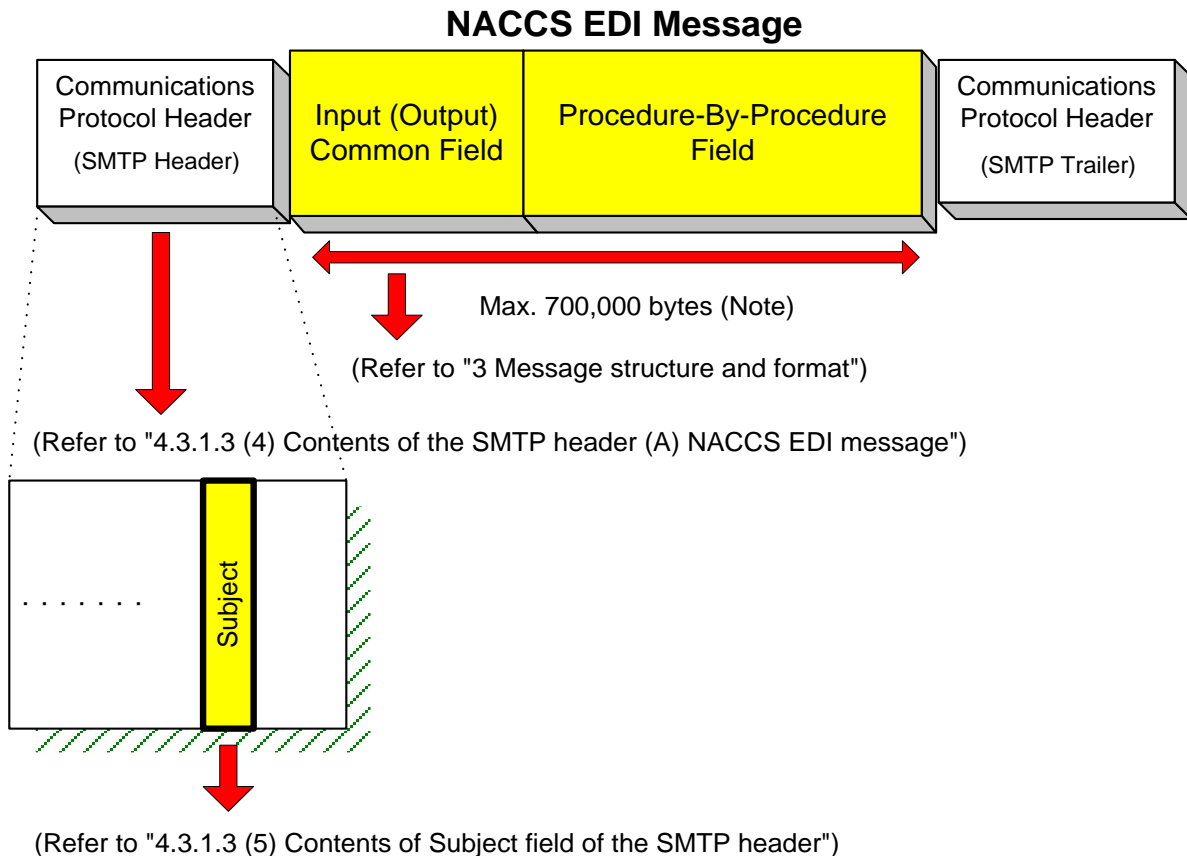 NACCS EDI Message
Communications
Protocol Header
(SMTP Header)
Input (Output)
Common Field
Procedure-By-Procedure
Field
Communications
Protocol Header
(SMTP Trailer)
Max. 700,000 bytes (Note)
(Refer to "3 Message structure and format")
(Refer to "4.3.1.3 (4) Contents of the SMTP header (A) NACCS EDI message")
. . . . . . .
Subject
(Refer to "4.3.1.3 (5) Contents of Subject field of the SMTP header")